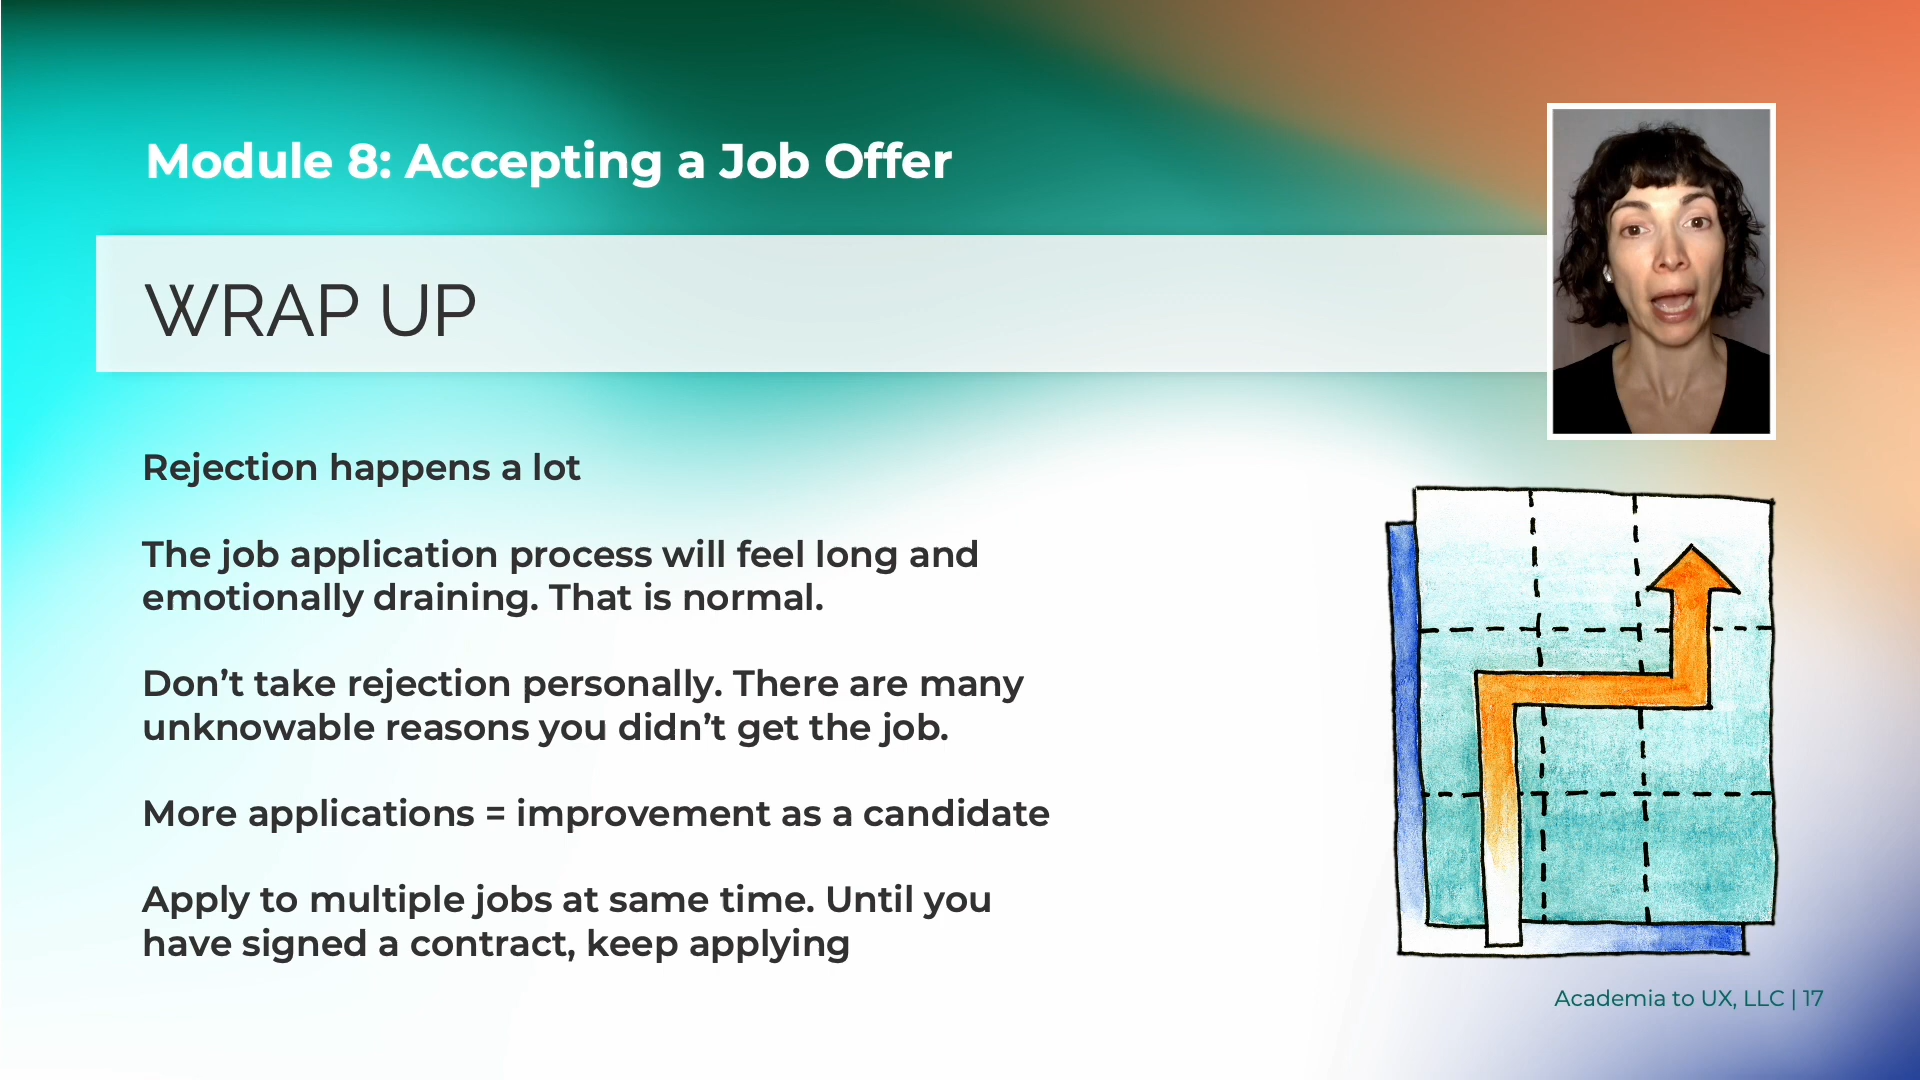 Module 8: Accepting a Job Offer
WRAP UP
Rejection happens a lot
The job application process will feel long and
emotionally draining. That is normal.
Don’t take rejection personally. There are many
unknowable reasons you didn’t get the job.
More applications = improvement as a candidate
Apply to multiple jobs at same time. Until you
have signed a contract, keep applying
Academia to UX, LLC | 17